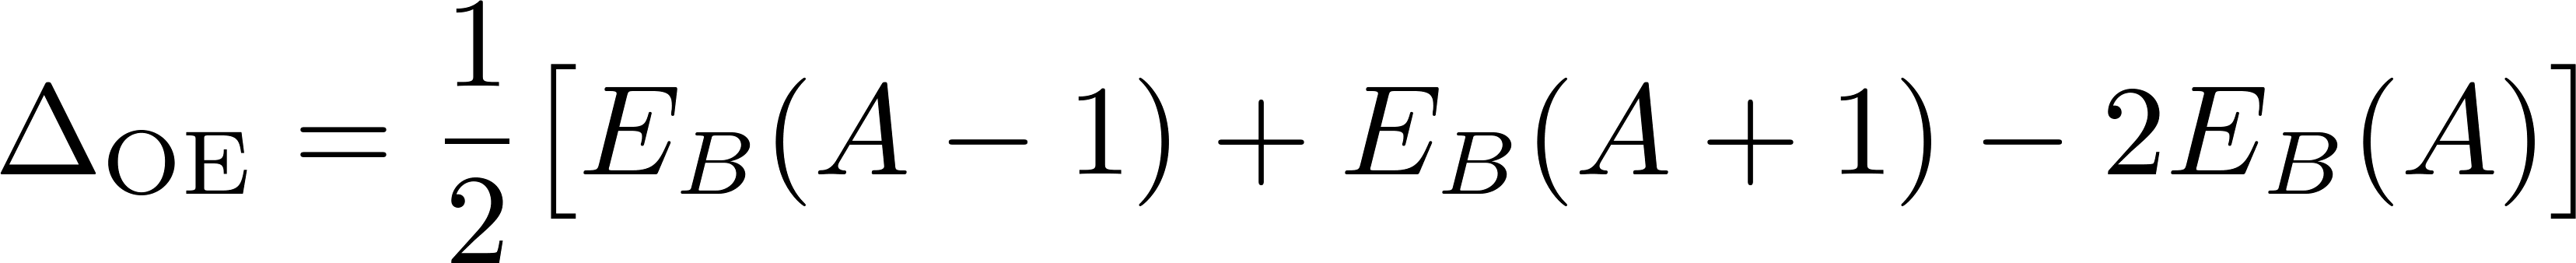 Δ_OE = 1/2 [E_B(A − 1) + E_B(A + 1) − 2E_B(A)]